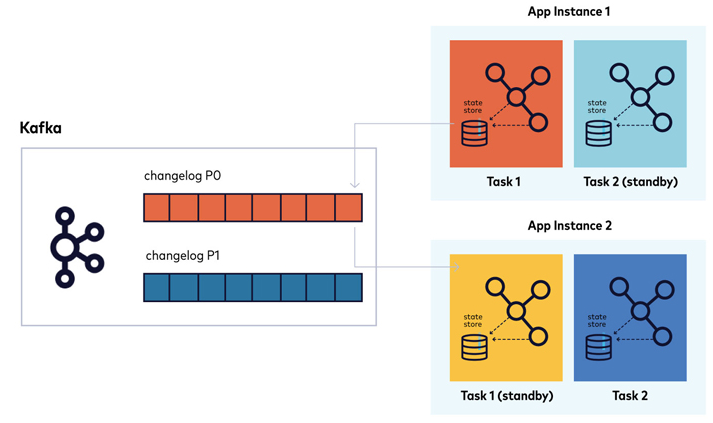 App Instance 1
state
store
state
store
Task 1
Task 2 (standby)
Kafka
changelog P0
changelog P1
App Instance 2
state
store
state
store
Task 1 (standby)
Task 2